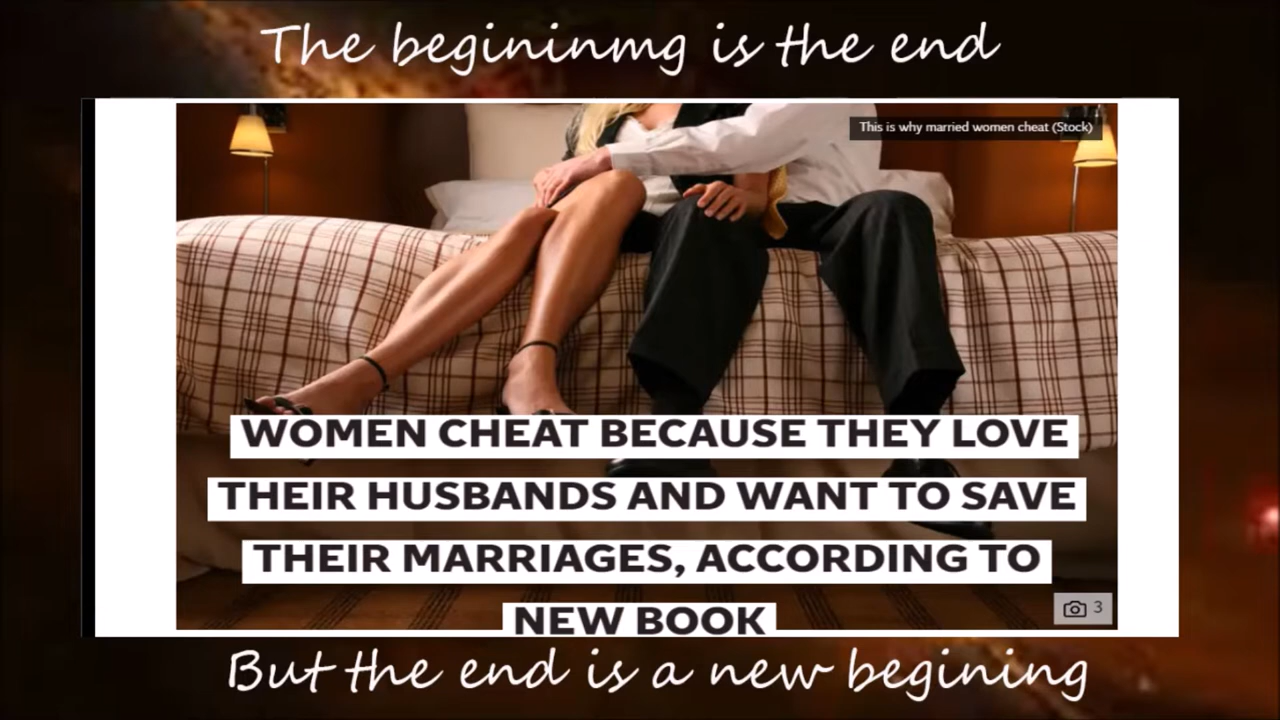 The begininmg is the end
This is why married women cheat (Stock)
WOMEN CHEAT BECAUSE THEY LOVE
THEIR HUSBANDS AND WANT TO SAVE
THEIR MARRIAGES, ACCORDING TO
NEW BOOK
3
But the end is a new begining